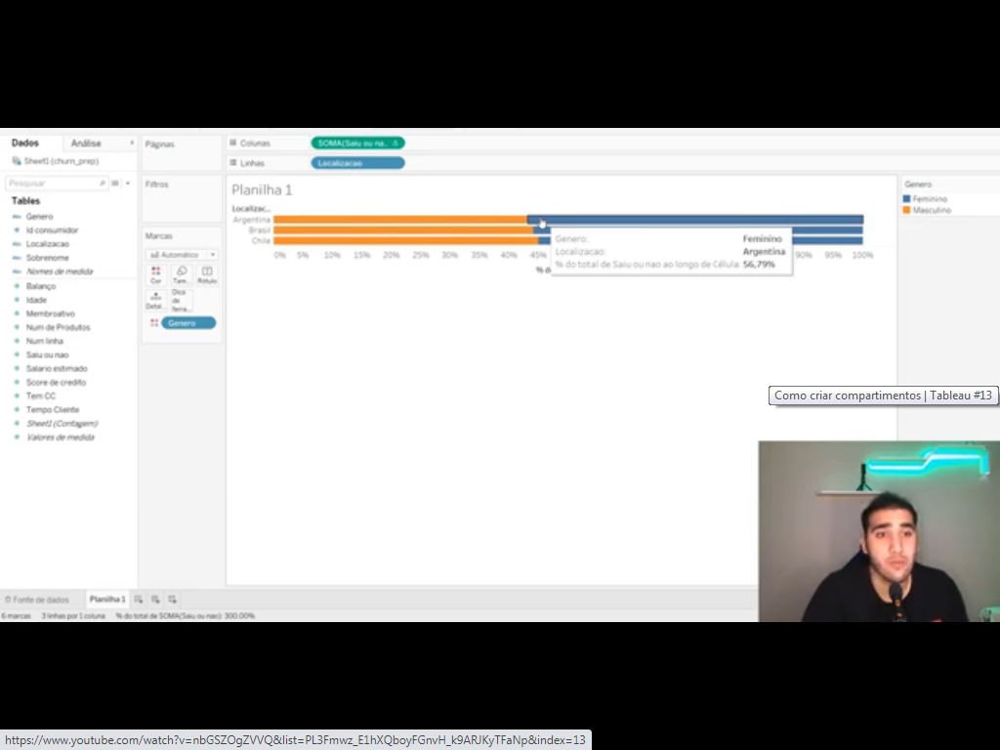 Dados Análise
Páginas
Colunas SOMA(Saiu ou na..
Sheet1 (churn_prep)
Linhas Localizacao
Pesquisar
Filtros
Planilha 1
Genero
Tables
Feminino
Localizac..
Masculino
Genero
Argentina
Id consumidor
Brasil
Marcas
Genero: Feminino
Localizacao
Chile
Localizacao: Argentina
Automático
0% 5% 10% 15% 20% 25% 30% 35% 40% 45% 90% 95% 100%
Sobrenome
% do total de Saiu ou nao ao longo de Célula: 56,79%
Nomes de medida
% d
Cor Tam.. Rótulo
Balanço
Dica de ferra...
Idade
Detal..
Membroativo
Genero
Num de Produtos
Num linha
Saiu ou nao
Salario estimado
Score de credito
Tem CC
Como criar compartimentos | Tableau #13
Tempo Cliente
Sheet1 (Contagem)
Valores de medida
Fonte de dados Planilha 1
6 marcas 3 linhas por 1 coluna % do total de SOMA(Saiu ou nao): 300.00%
https://www.youtube.com/watch?v=nbGSZOgZVVQ&list=PL3Fmwz_E1hXQboyFGnvH_k9ARJKyTFaNp&index=13